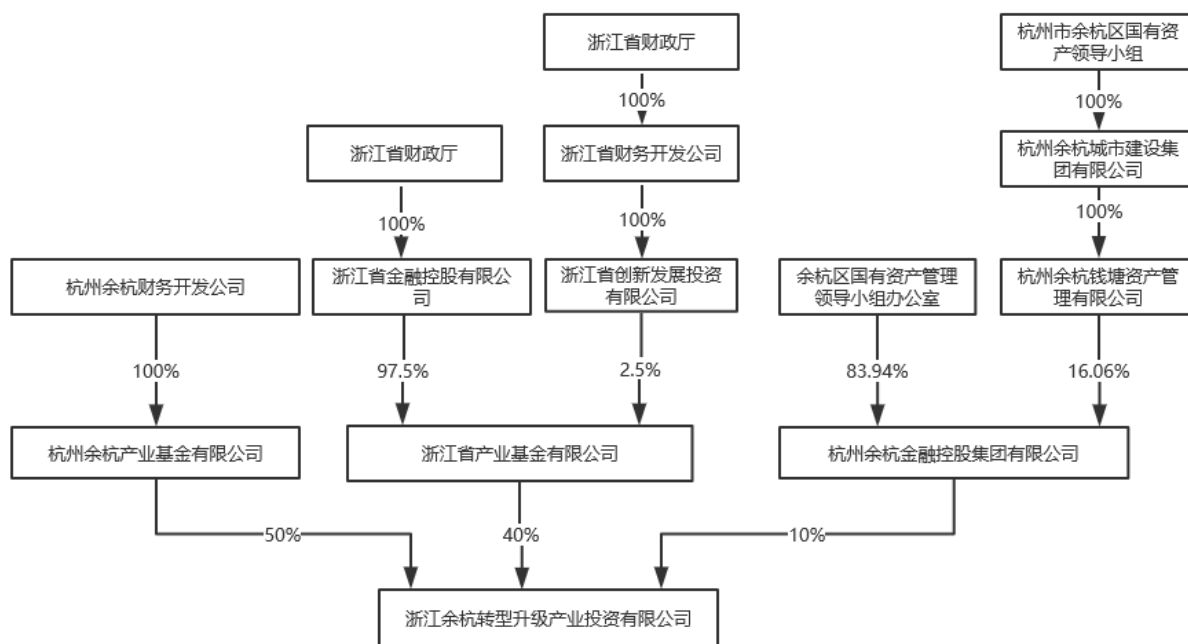 浙江省财政厅
杭州市余杭区国有资
产领导小组
100%
100%
浙江省财政厅
浙江省财务开发公司
杭州余杭城市建设集
团有限公司
100%
100%
100%
杭州余杭财务开发公司
浙江省金融控股有限公
司
浙江省创新发展投资
有限公司
余杭区国有资产管理
领导小组办公室
杭州余杭钱塘资产管
理有限公司
100%
97.5%
2.5%
83.94%
16.06%
杭州余杭产业基金有限公司
浙江省产业基金有限公司
杭州余杭金融控股集团有限公司
50%
40%
10%
浙江余杭转型升级产业投资有限公司